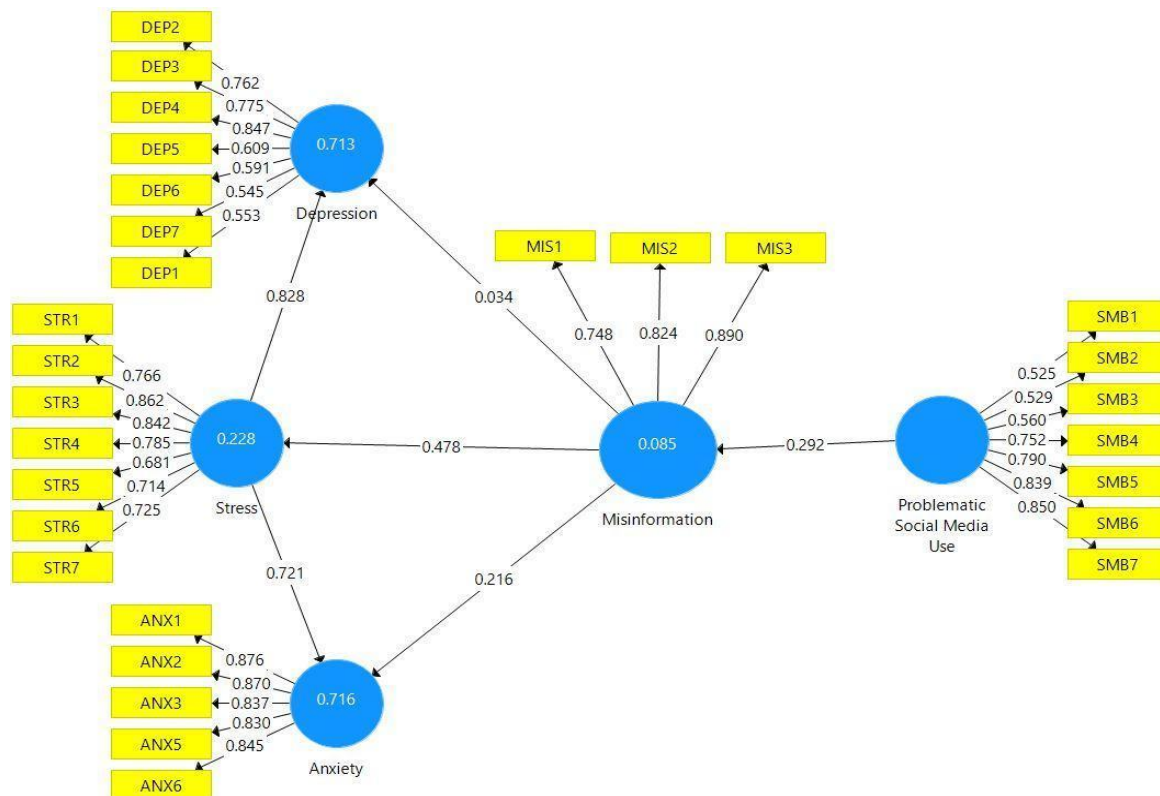 DEP2
DEP3
DEP4
DEP5
DEP6
DEP7
DEP1
0.762
0.775
0.847
0.609
0.591
0.545
0.553
0.713
Depression
0.828
0.034
MIS1
MIS2
MIS3
0.748
0.824
0.890
STR1
STR2
STR3
STR4
STR5
STR6
STR7
0.766
0.862
0.842
0.785
0.681
0.714
0.725
0.228
Stress
0.478
0.085
Misinformation
0.292
Problematic
Social Media
Use
0.525
0.529
0.560
0.752
0.790
0.839
0.850
SMB1
SMB2
SMB3
SMB4
SMB5
SMB6
SMB7
0.721
0.216
ANX1
ANX2
ANX3
ANX5
ANX6
0.876
0.870
0.837
0.830
0.845
0.716
Anxiety